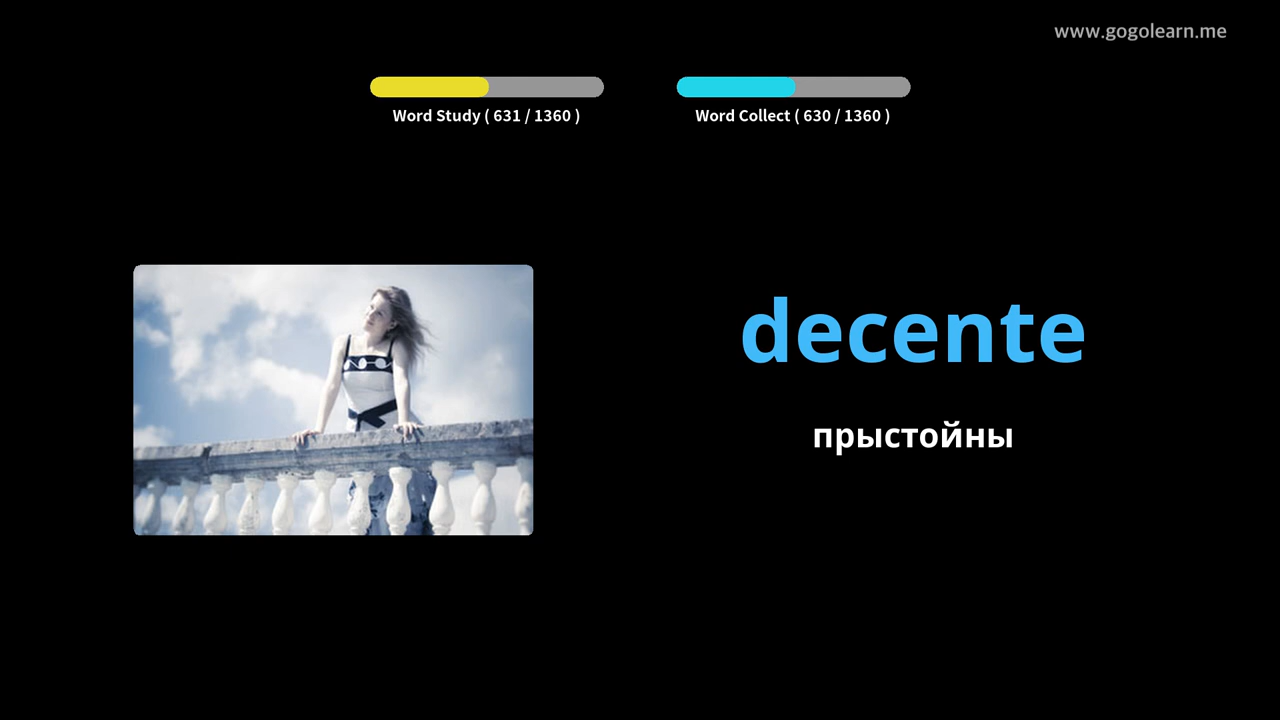 www.gogolearn.me
Word Study ( 631 / 1360 )
Word Collect ( 630 / 1360 )
decente
прыстойны